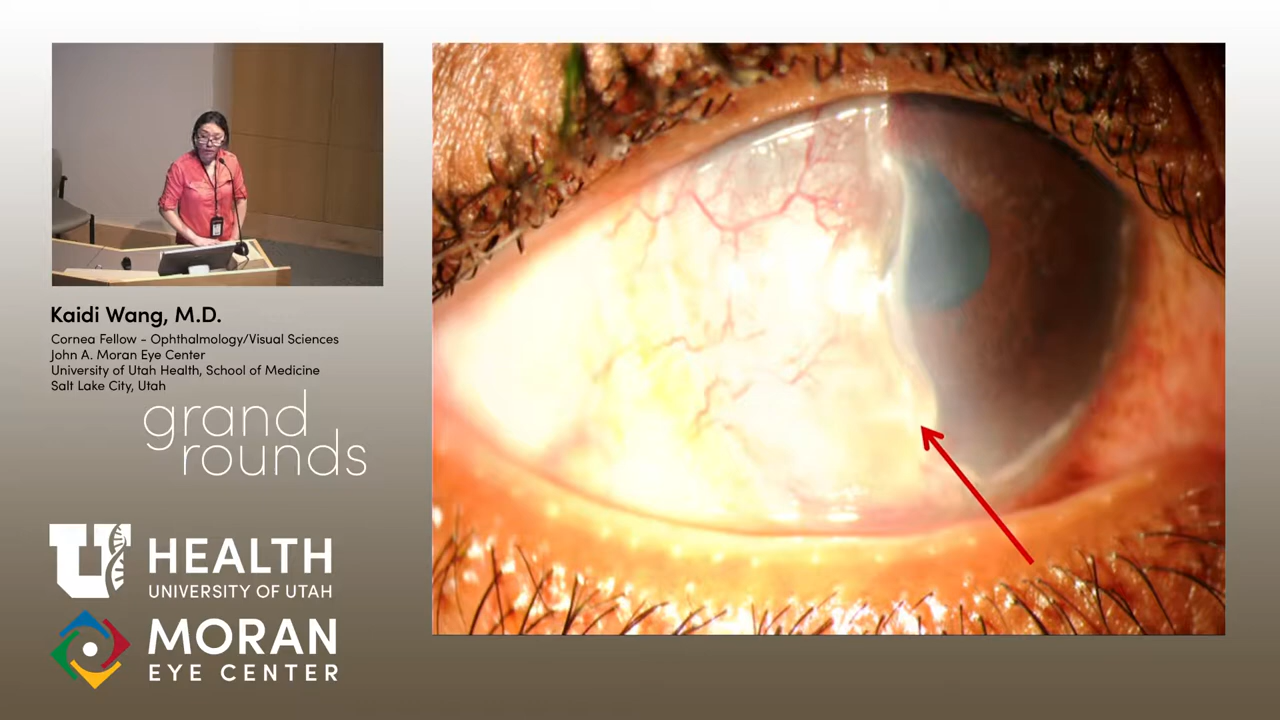 Kaidi Wang, M.D.
Cornea Fellow - Ophthalmology/Visual Sciences
John A. Moran Eye Center
University of Utah Health, School of Medicine
Salt Lake City, Utah
grand
rounds
U HEALTH
UNIVERSITY OF UTAH
MORAN
EYE CENTER